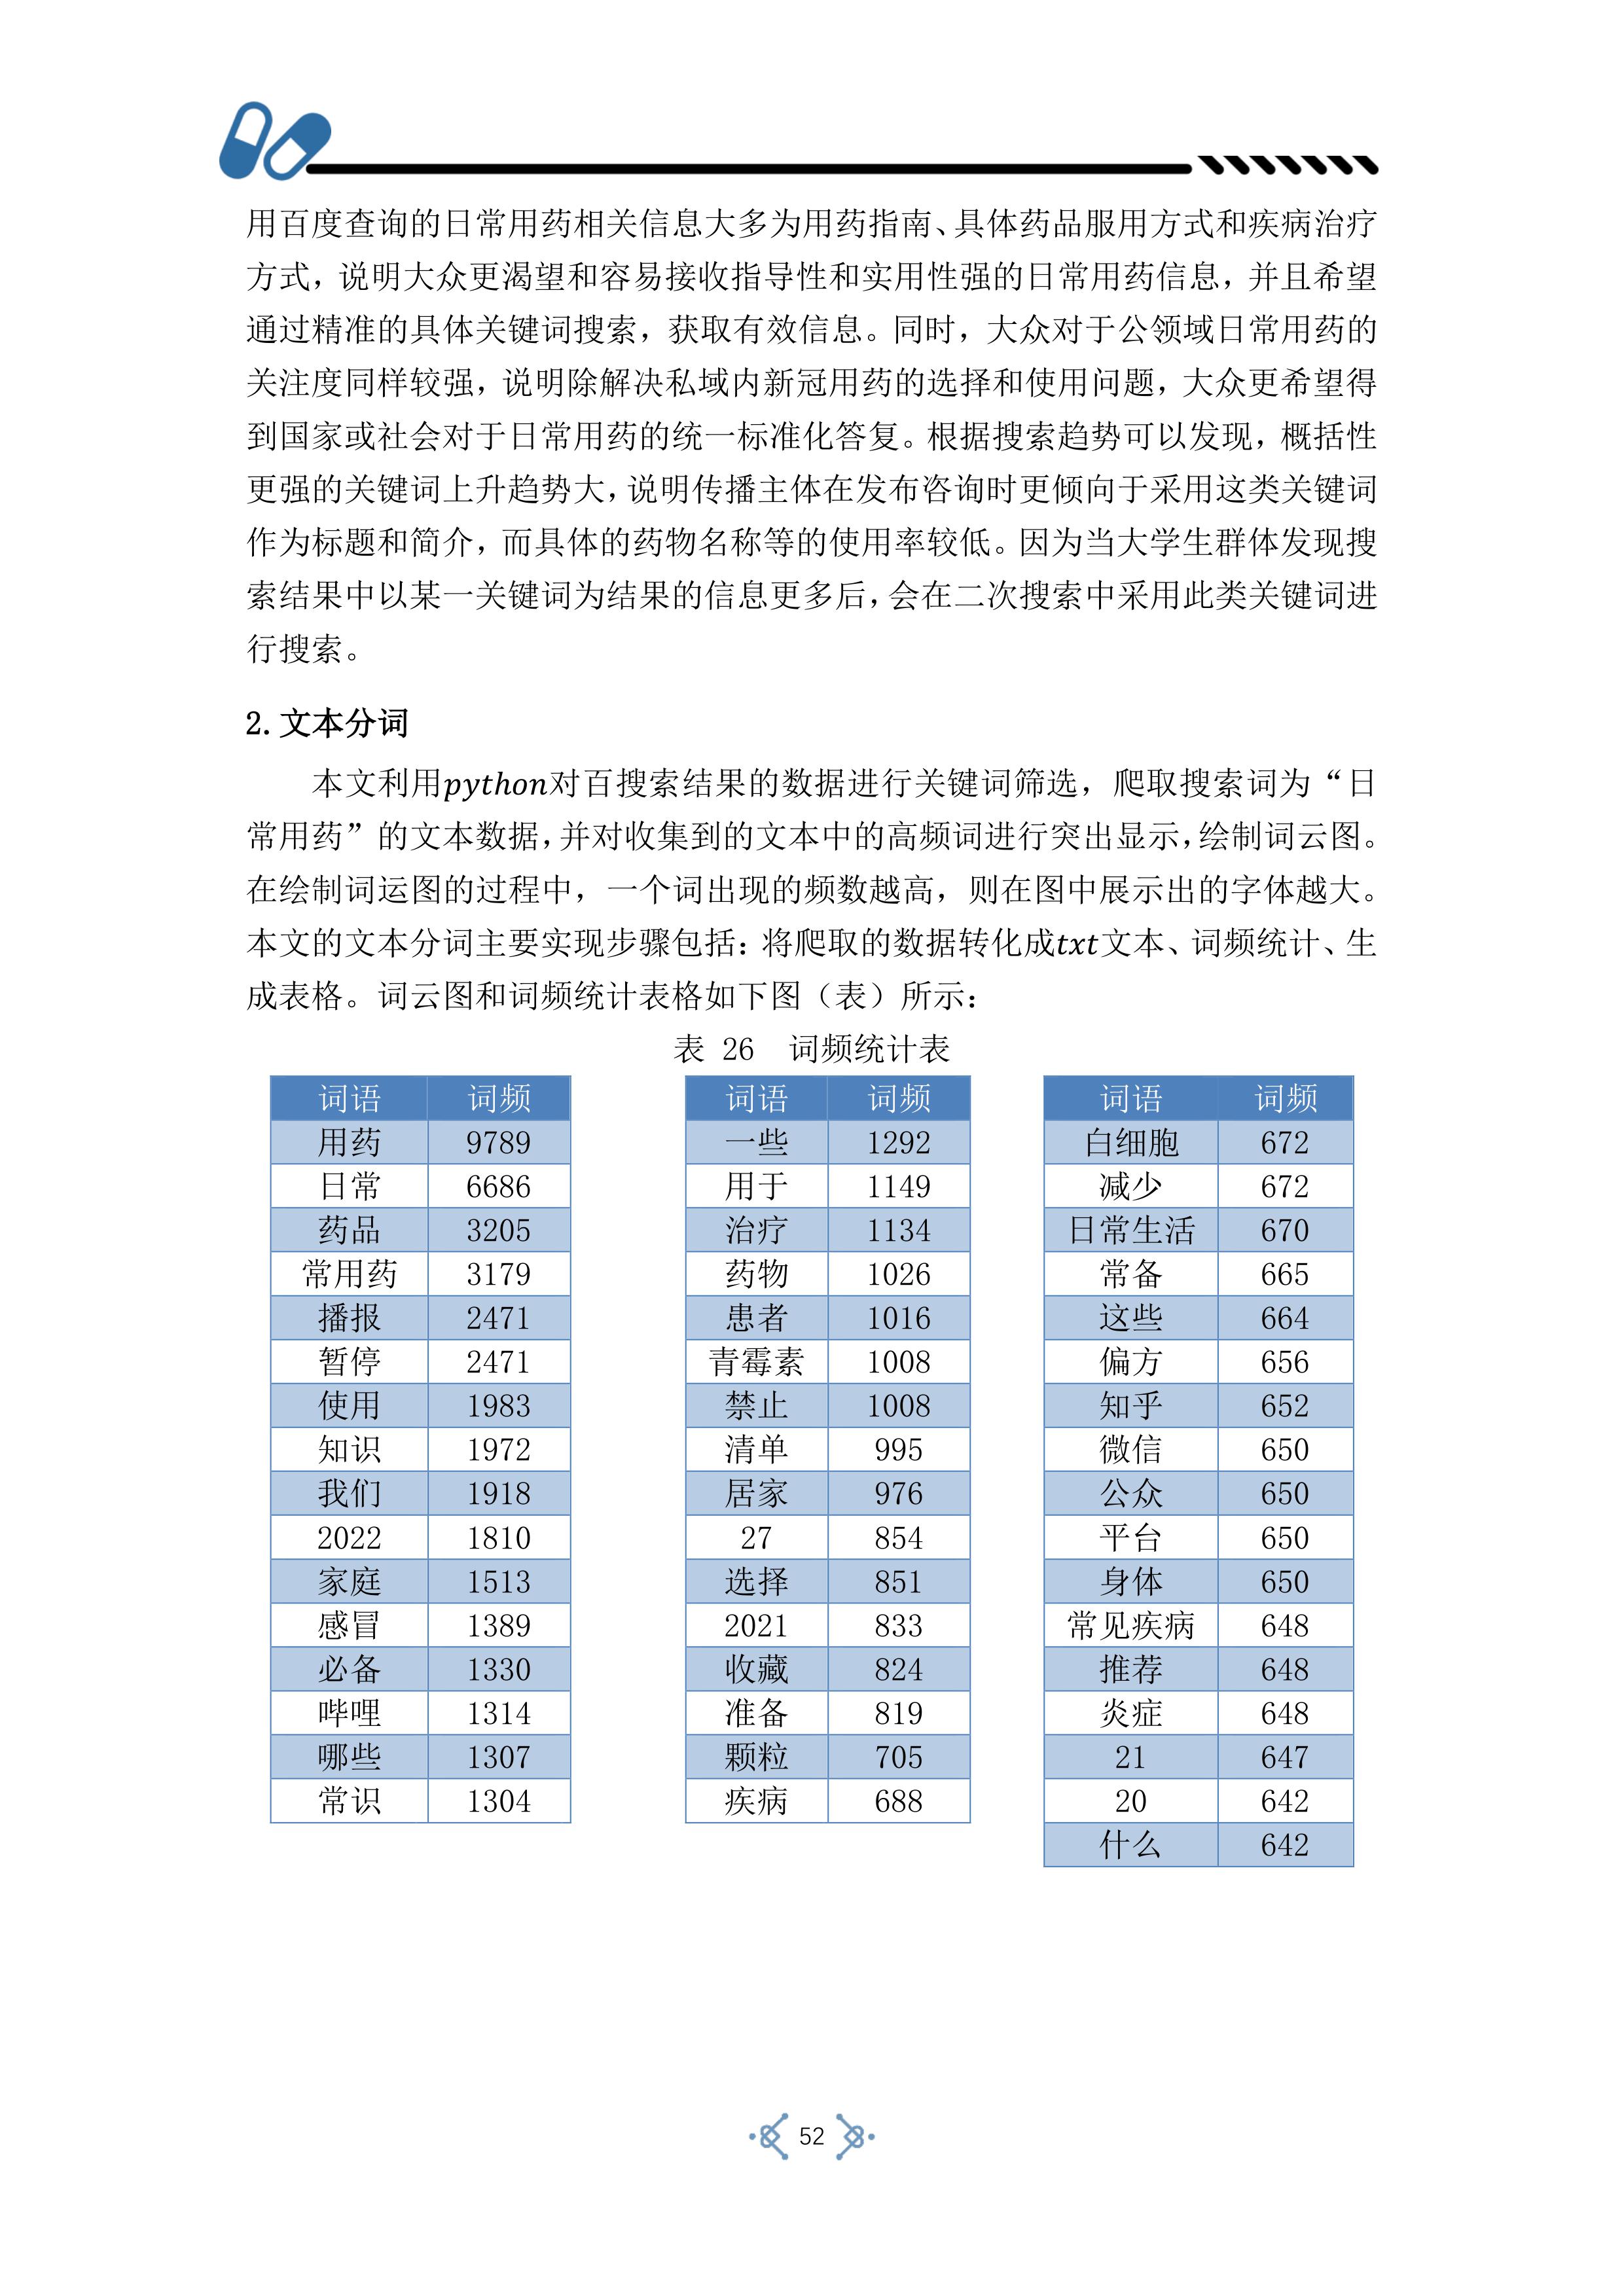 用百度查询的日常用药相关信息大多为用药指南、具体药品服用方式和疾病治疗
方式，说明大众更渴望和容易接收指导性和实用性强的日常用药信息，并且希望
通过精准的具体关键词搜索，获取有效信息。同时，大众对于公领域日常用药的
关注度同样较强，说明除解决私域内新冠用药的选择和使用问题，大众更希望得
到国家或社会对于日常用药的统一标准化答复。根据搜索趋势可以发现，概括性
更强的关键词上升趋势大，说明传播主体在发布咨询时更倾向于采用这类关键词
作为标题和简介，而具体的药物名称等的使用率较低。因为当大学生群体发现搜
索结果中以某一关键词为结果的信息更多后，会在二次搜索中采用此类关键词进
行搜索。
2. 文本分词
本文利用python对百搜索结果的数据进行关键词筛选，爬取搜索词为“日
常用药”的文本数据，并对收集到的文本中的高频词进行突出显示，绘制词云图。
在绘制词运图的过程中，一个词出现的频数越高，则在图中展示出的字体越大。
本文的文本分词主要实现步骤包括：将爬取的数据转化成txt文本、词频统计、生
成表格。词云图和词频统计表格如下图（表）所示：
表 26 词频统计表
词语 词频
用药 9789
日常 6686
药品 3205
常用药 3179
播报 2471
暂停 2471
使用 1983
知识 1972
我们 1918
2022 1810
家庭 1513
感冒 1389
必备 1330
哔哩 1314
哪些 1307
常识 1304
词语 词频
一些 1292
用于 1149
治疗 1134
药物 1026
患者 1016
青霉素 1008
禁止 1008
清单 995
居家 976
27 854
选择 851
2021 833
收藏 824
准备 819
颗粒 705
疾病 688
词语 词频
白细胞 672
减少 672
日常生活 670
常备 665
这些 664
偏方 656
知乎 652
微信 650
公众 650
平台 650
身体 650
常见疾病 648
推荐 648
炎症 648
21 647
20 642
什么 642
52